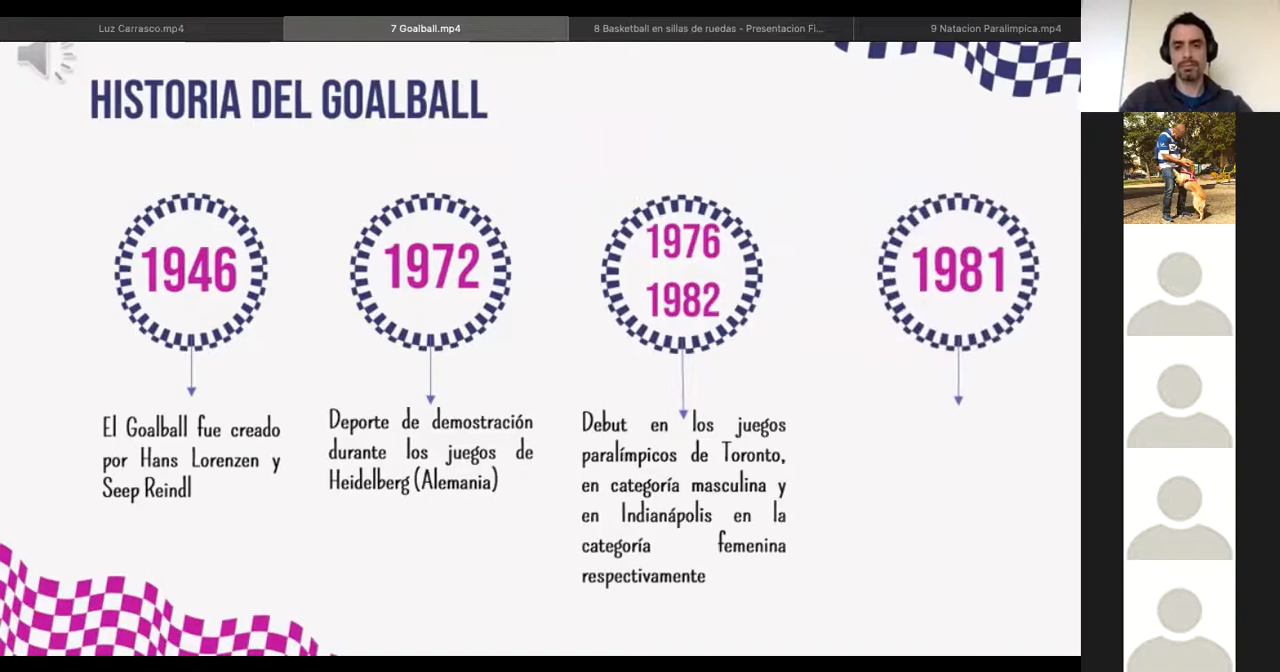 Luz Carrasco.mp4
7 Goalball.mp4
8 Basketball en sillas de ruedas - Presentacion Fi...
9 Natacion Paralimpica.mp4
HISTORIA DEL GOALBALL
1946
El Goalball fue creado
por Hans Lorenzen y
Seep Reindl
1972
Deporte de demostración
durante los juegos de
Heidelberg (Alemania)
1976
1982
Debut en los juegos
paralímpicos de Toronto,
en categoría masculina y
en Indianápolis en la
categoría femenina
respectivamente
1981